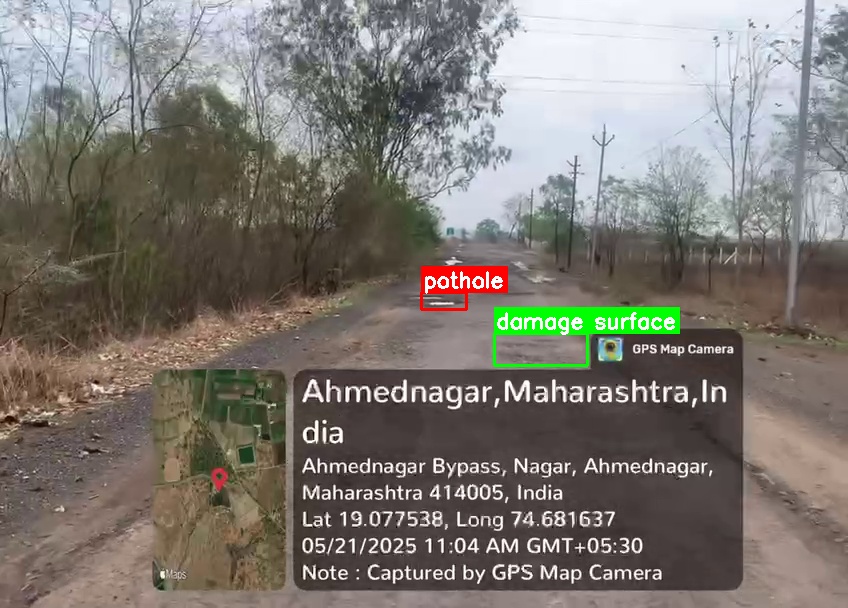 pothole
damage surface
GPS Map Camera
Ahmednagar,Maharashtra,In
dia
Ahmednagar Bypass, Nagar, Ahmednagar,
Maharashtra 414005, India
Lat 19.077538, Long 74.681637
05/21/2025 11:04 AM GMT+05:30
Note : Captured by GPS Map Camera
Maps